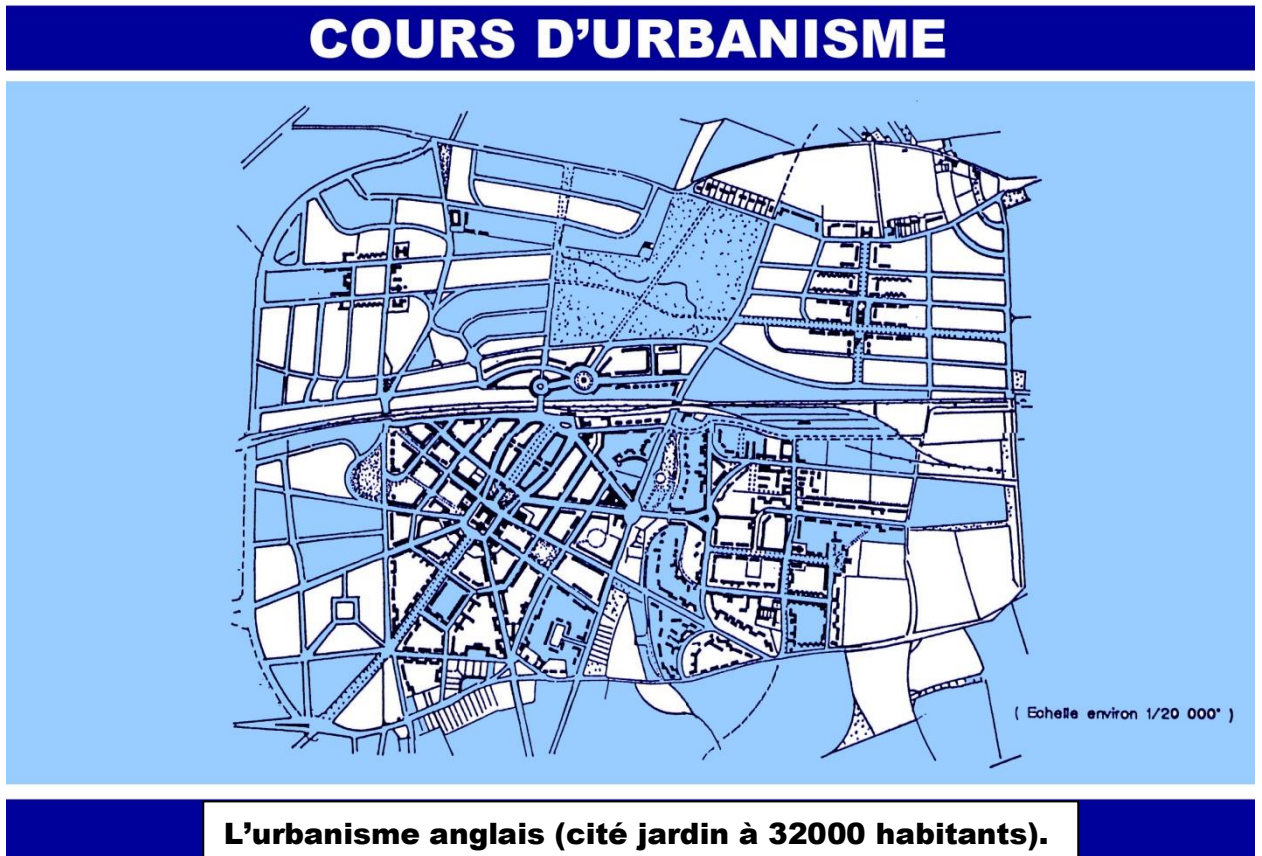 COURS D'URBANISME
( Echelle environ 1/20 000° )
L'urbanisme anglais (cité jardin à 32000 habitants).